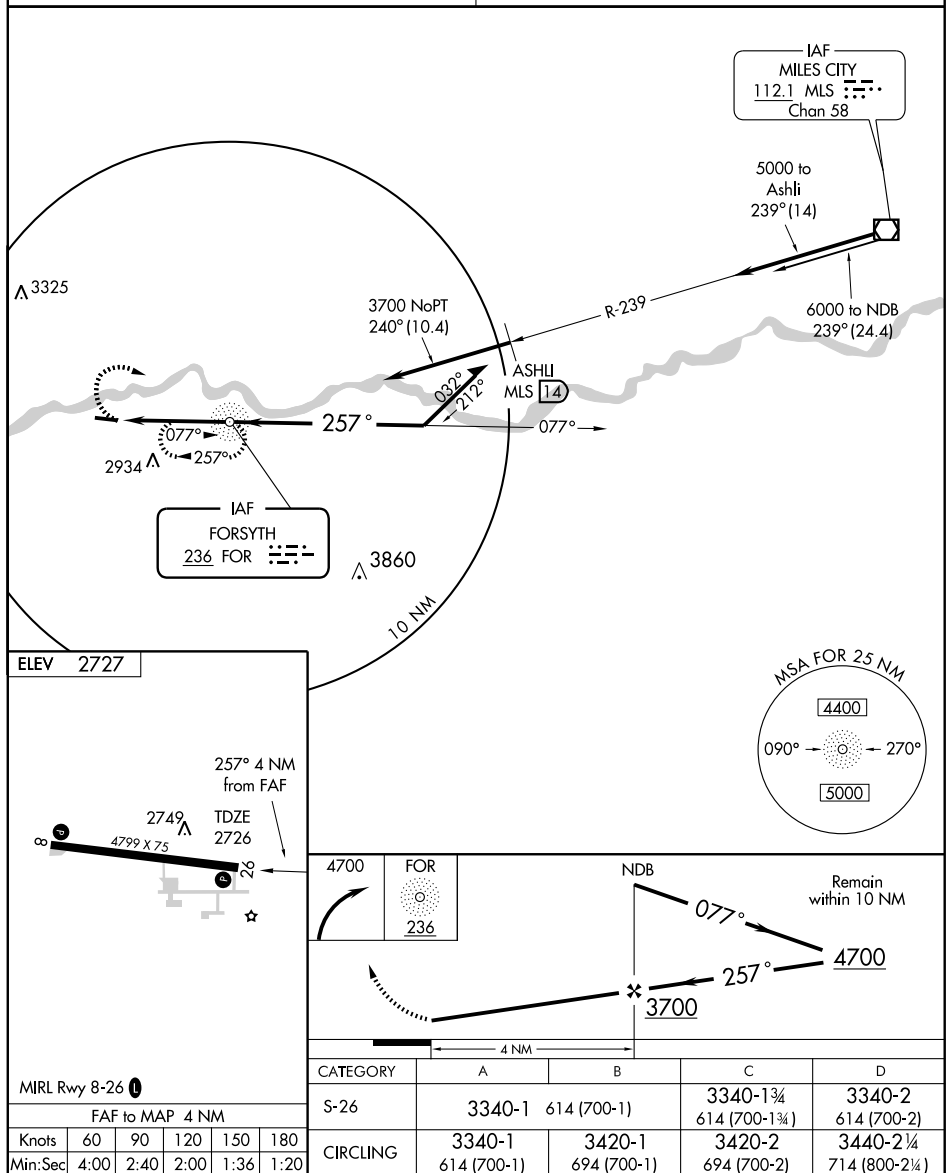 IAF
MILES CITY
112.1 MLS
Chan 58
5000 to
Ashli
239° (14)
3325
3700 NoPT
240° (10.4)
R-239
6000 to NDB
239° (24.4)
ASHLI
MLS 14
032°
212°
257°
077°
077°
257°
2934
IAF
FORSYTH
236 FOR
3860
10 NM
ELEV 2727
MSA FOR 25 NM
4400
090°
270°
5000
257° 4 NM
from FAF
2749
TDZE
2726
P
8
4799 X 75
26
P
4700
FOR
236
NDB
Remain
within 10 NM
077°
4700
257°
3700
4 NM
MIRL Rwy 8-26 L
FAF to MAP 4 NM
Knots 60 90 120 150 180
Min:Sec 4:00 2:40 2:00 1:36 1:20
CATEGORY A B C D
S-26 3340-1 614 (700-1) 3340-1¾ 3340-2
614 (700-1¾) 614 (700-2)
CIRCLING 3340-1 3420-1 3420-2 3440-2¼
614 (700-1) 694 (700-1) 694 (700-2) 714 (800-2¼)